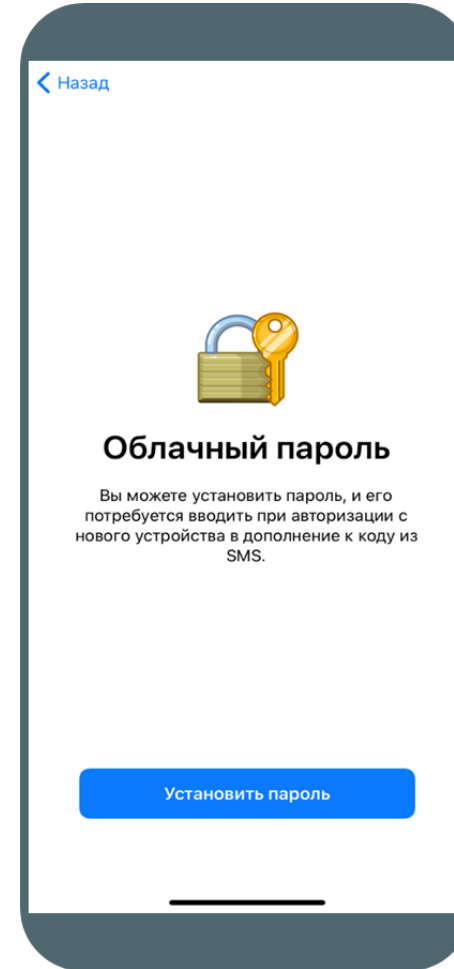 Назад
Облачный пароль
Вы можете установить пароль, и его
потребуется вводить при авторизации с
нового устройства в дополнение к коду из
SMS.
Установить пароль